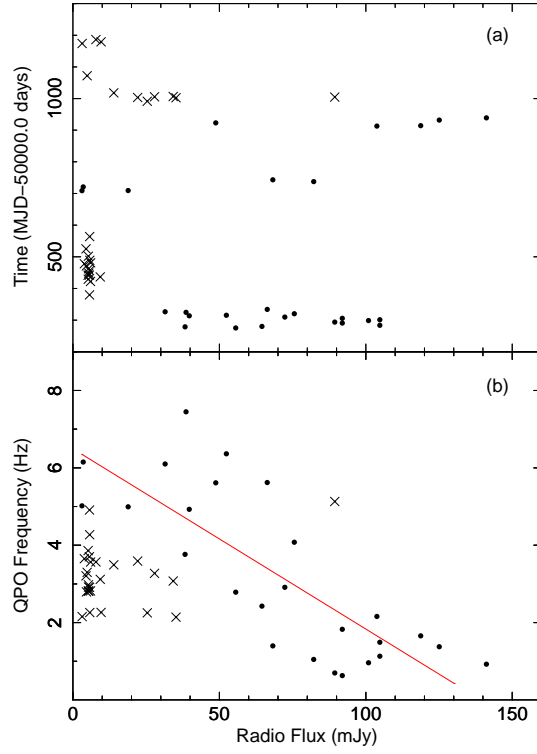 (a)
1000
500
Time (MJD−50000.0 days)
(b)
8
6
4
2
QPO Frequency (Hz)
0
50
100
150
Radio Flux (mJy)